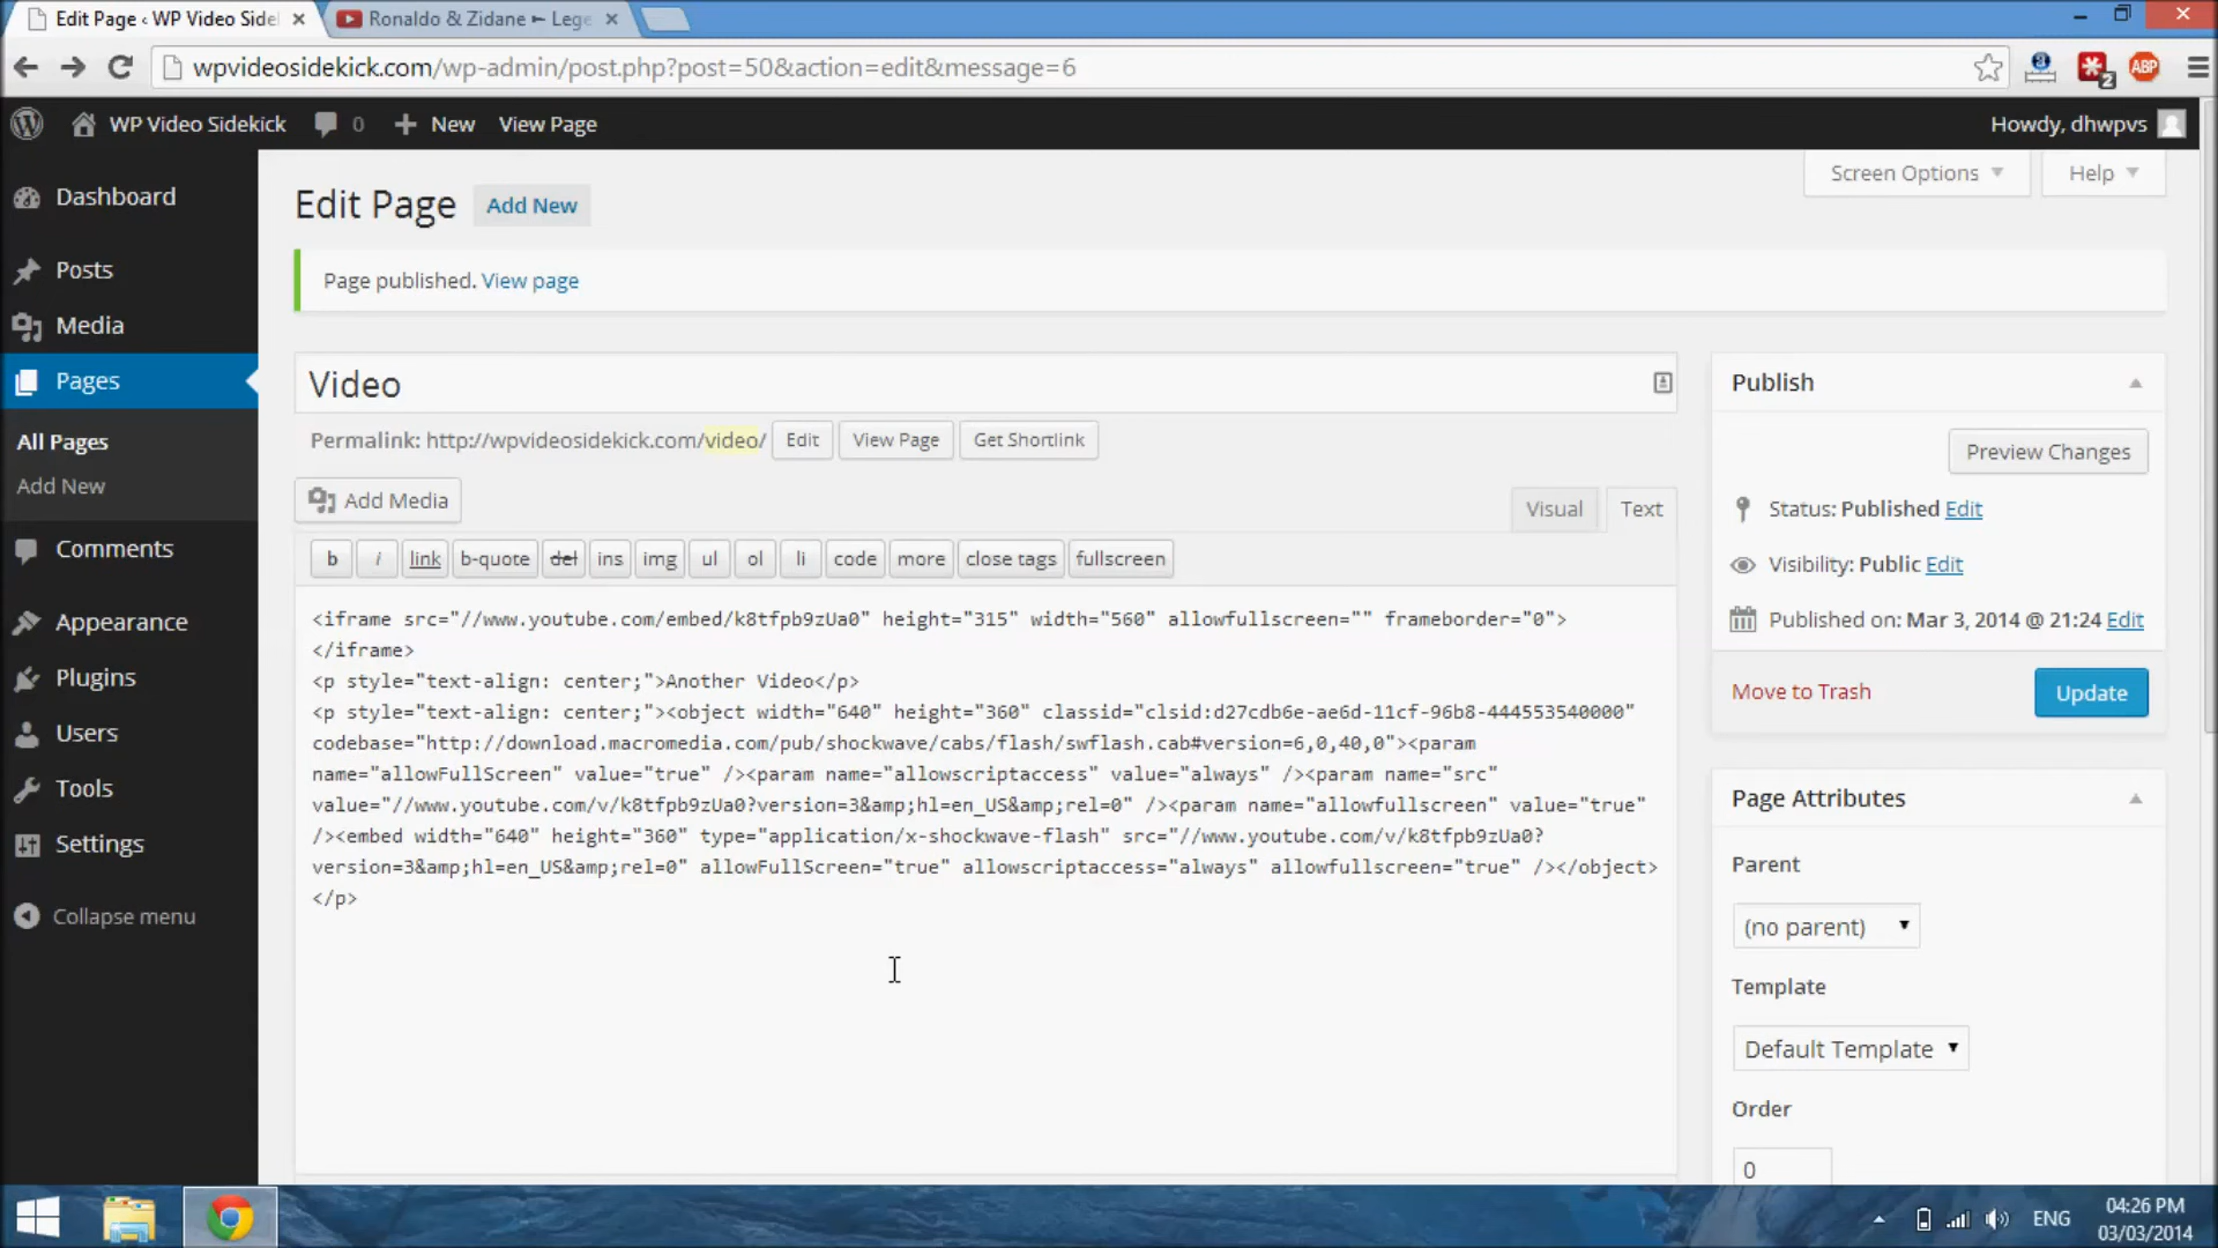 Edit Page ‹ WP Video Side
Ronaldo & Zidane ► Lege
wpvideosidekick.com/wp-admin/post.php?post=50&action=edit&message=6
3
2
ABP
WP Video Sidekick
0
New
View Page
Howdy, dhwpvs
Dashboard
Posts
Media
Pages
All Pages
Add New
Comments
Appearance
Plugins
Users
Tools
Settings
Collapse menu
Screen Options
Help
Edit Page
Add New
Page published. View page
Video
Permalink: http://wpvideosidekick.com/video/
Edit
View Page
Get Shortlink
Add Media
Visual
Text
b
i
link
b-quote
del
ins
img
ul
ol
li
code
more
close tags
fullscreen
<iframe src="//www.youtube.com/embed/k8tfpb9zUa0" height="315" width="560" allowfullscreen="" frameborder="0">
</iframe>
<p style="text-align: center;">Another Video</p>
<p style="text-align: center;"><object width="640" height="360" classid="clsid:d27cdb6e-ae6d-11cf-96b8-444553540000"
codebase="http://download.macromedia.com/pub/shockwave/cabs/flash/swflash.cab#version=6,0,40,0"><param
name="allowFullScreen" value="true" /><param name="allowscriptaccess" value="always" /><param name="src"
value="//www.youtube.com/v/k8tfpb9zUa0?version=3&amp;hl=en_US&amp;rel=0" /><param name="allowfullscreen" value="true"
/><embed width="640" height="360" type="application/x-shockwave-flash" src="//www.youtube.com/v/k8tfpb9zUa0?
version=3&amp;hl=en_US&amp;rel=0" allowFullScreen="true" allowscriptaccess="always" allowfullscreen="true" /></object>
</p>
Publish
Preview Changes
Status: Published Edit
Visibility: Public Edit
Published on: Mar 3, 2014 @ 21:24 Edit
Move to Trash
Update
Page Attributes
Parent
(no parent)
Template
Default Template
Order
0
ENG
04:26 PM
03/03/2014